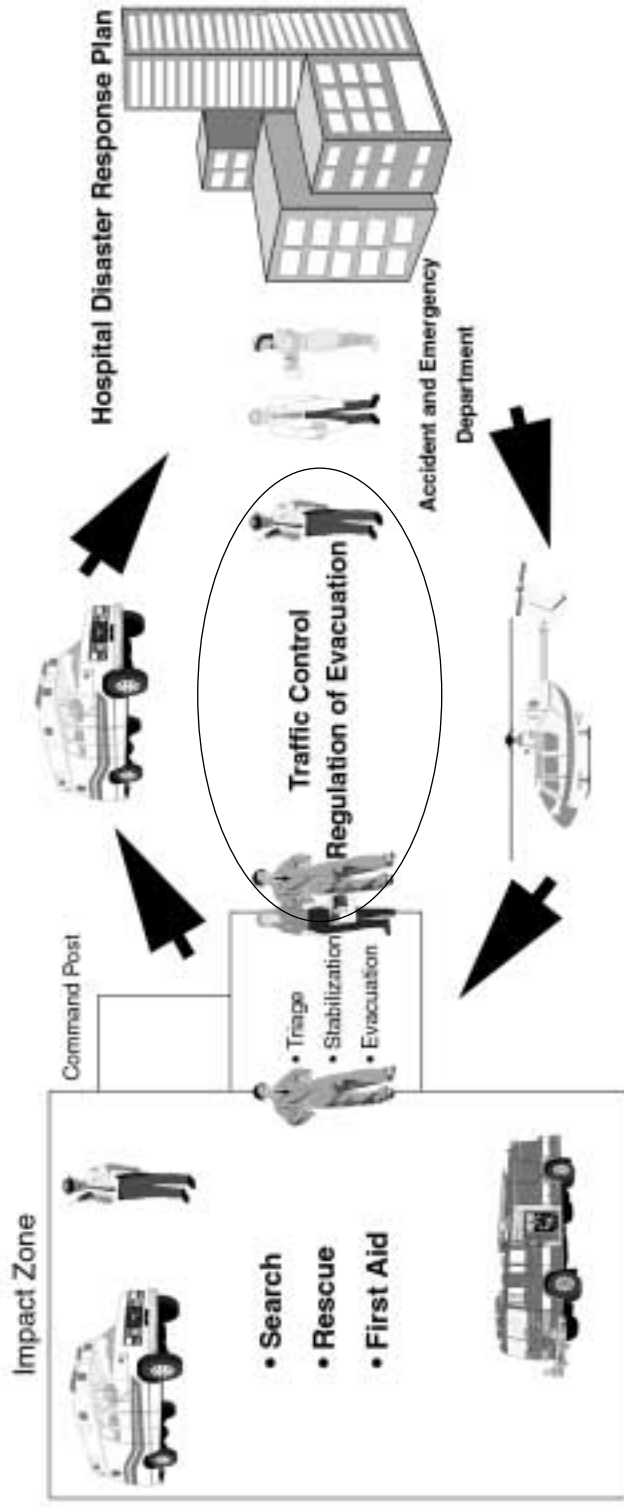 Impact Zone
• Search
• Rescue
• First Aid
Command Post
• Triage
• Stabilization
• Evacuation
Traffic Control
Regulation of Evacuation
Hospital Disaster Response Plan
Accident and Emergency
Department